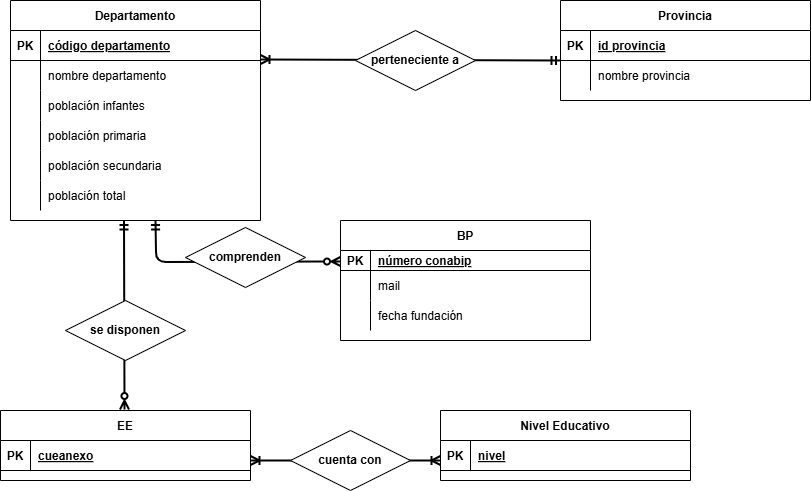 Departamento
PK código departamento
nombre departamento
población infantes
población primaria
población secundaria
población total
perteneciente a
Provincia
PK id provincia
nombre provincia
comprenden
BP
PK número conabip
mail
fecha fundación
se disponen
EE
PK cueanexo
cuenta con
Nivel Educativo
PK nivel